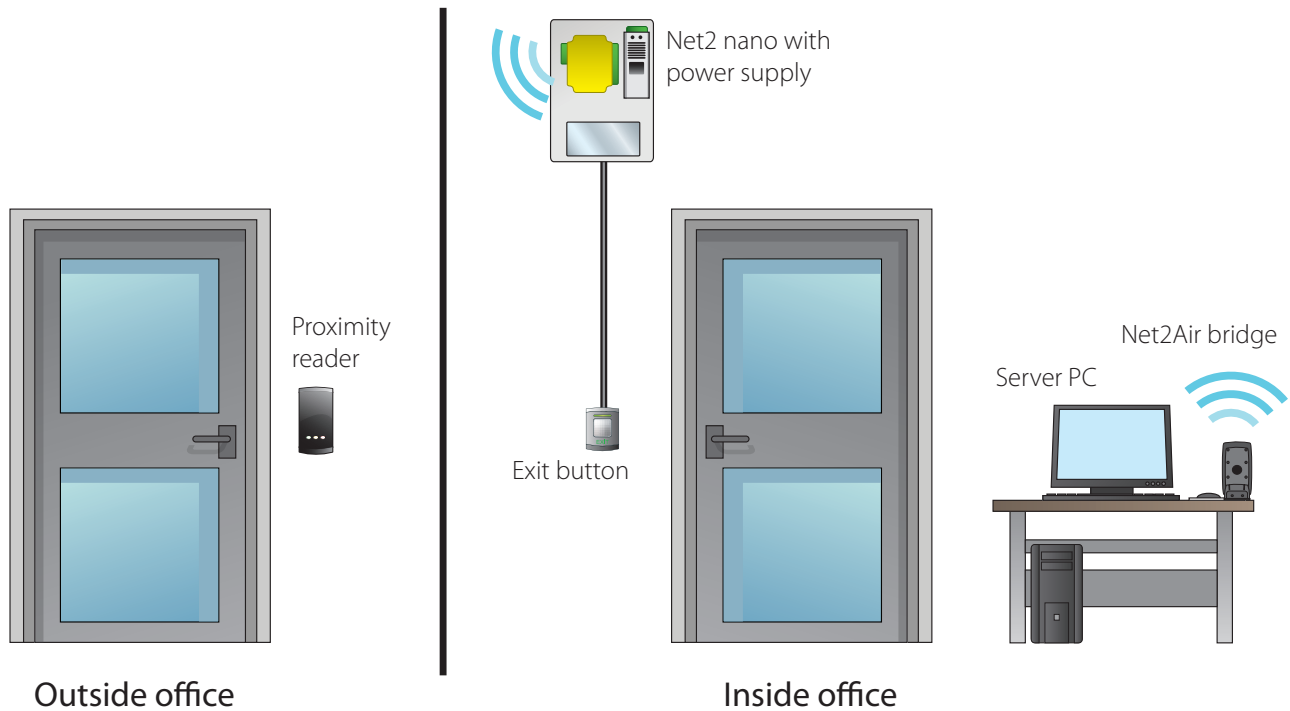 Net2 nano with
power supply
Proximity
reader
Net2Air bridge
Server PC
Exit button
Outside office
Inside office